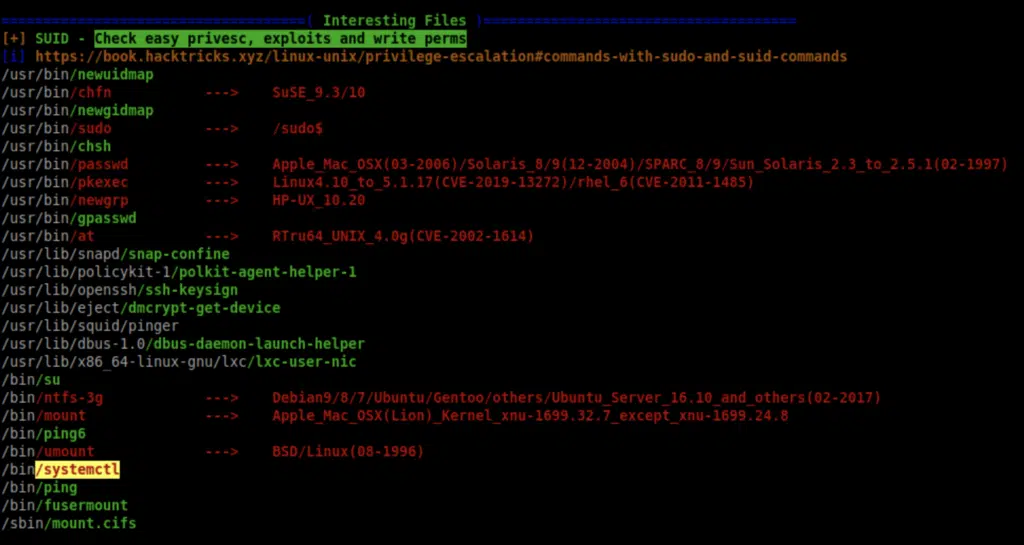 ====================================( Interesting Files )=====================================
[+] SUID - Check easy privesc, exploits and write perms
[i] https://book.hacktricks.xyz/linux-unix/privilege-escalation#commands-with-sudo-and-suid-commands
/usr/bin/newuidmap
/usr/bin/chfn           --->    SuSE_9.3/10
/usr/bin/newgidmap
/usr/bin/sudo           --->    /sudo$
/usr/bin/chsh
/usr/bin/passwd         --->    Apple_Mac_OSX(03-2006)/Solaris_8/9(12-2004)/SPARC_8/9/Sun_Solaris_2.3_to_2.5.1(02-1997)
/usr/bin/pkexec         --->    Linux4.10_to_5.1.17(CVE-2019-13272)/rhel_6(CVE-2011-1485)
/usr/bin/newgrp         --->    HP-UX_10.20
/usr/bin/gpasswd
/usr/bin/at             --->    RTru64_UNIX_4.0g(CVE-2002-1614)
/usr/lib/snapd/snap-confine
/usr/lib/policykit-1/polkit-agent-helper-1
/usr/lib/openssh/ssh-keysign
/usr/lib/eject/dmcrypt-get-device
/usr/lib/squid/pinger
/usr/lib/dbus-1.0/dbus-daemon-launch-helper
/usr/lib/x86_64-linux-gnu/lxc/lxc-user-nic
/bin/su
/bin/ntfs-3g            --->    Debian9/8/7/Ubuntu/Gentoo/others/Ubuntu_Server_16.10_and_others(02-2017)
/bin/mount              --->    Apple_Mac_OSX(Lion)_Kernel_xnu-1699.32.7_except_xnu-1699.24.8
/bin/ping6
/bin/umount             --->    BSD/Linux(08-1996)
/bin/systemctl
/bin/ping
/bin/fusermount
/sbin/mount.cifs